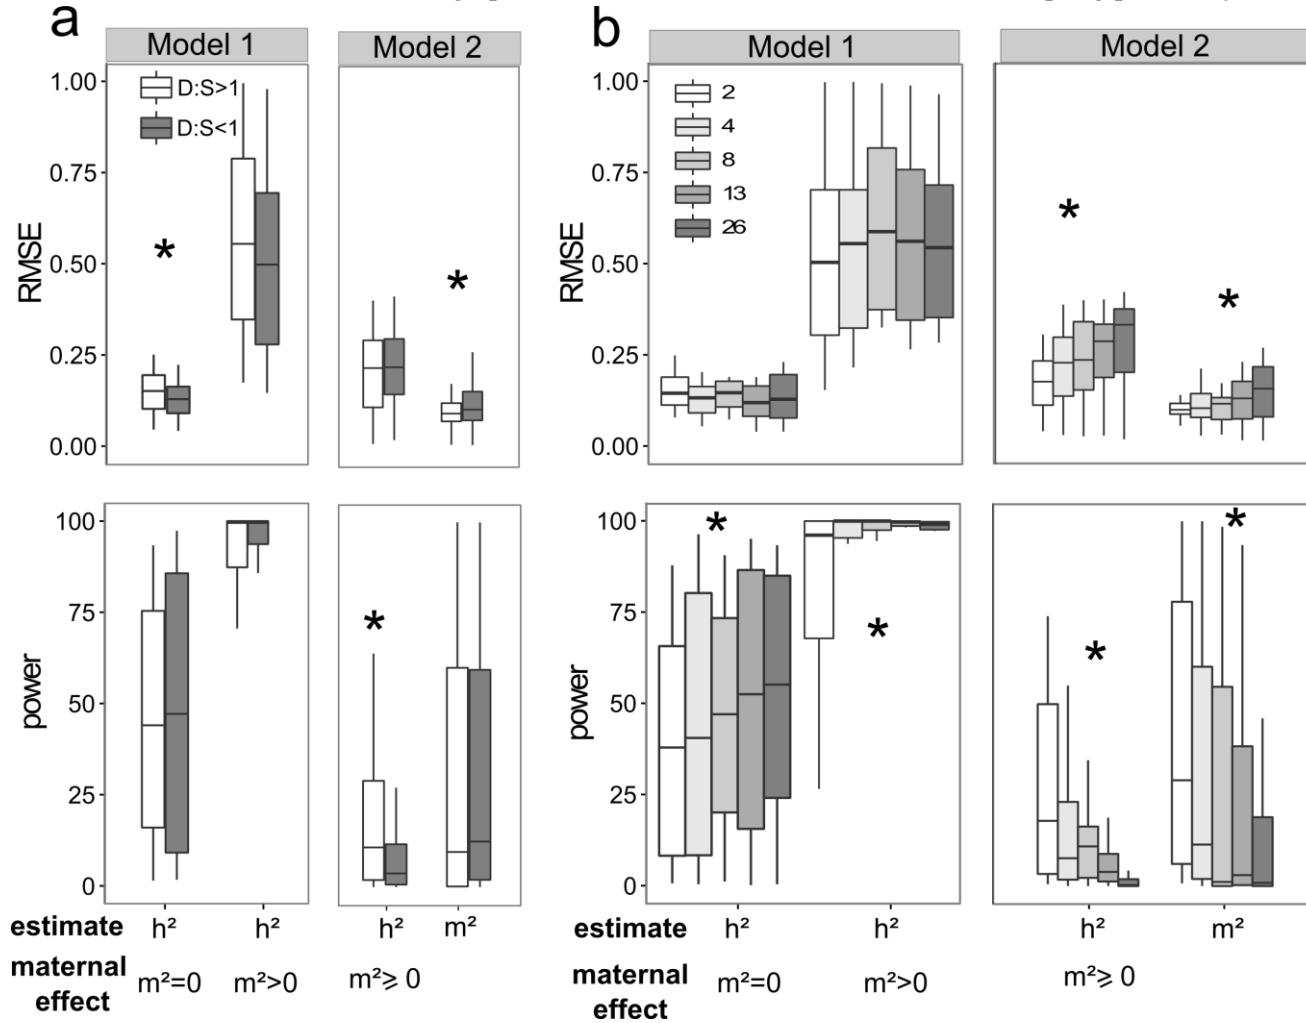 a
Model 1
Model 2
RMSE
1.00
0.75
0.50
0.25
0.00
D:S>1
D:S<1
*
*
power
100
75
50
25
0
*
estimate
h²
h²
h²
m²
maternal
effect
m²=0
m²>0
m²⩾ 0
b
Model 1
Model 2
RMSE
1.00
0.75
0.50
0.25
0.00
2
4
8
13
26
*
*
power
100
75
50
25
0
*
*
*
*
estimate
h²
h²
h²
m²
maternal
effect
m²=0
m²>0
m²⩾ 0